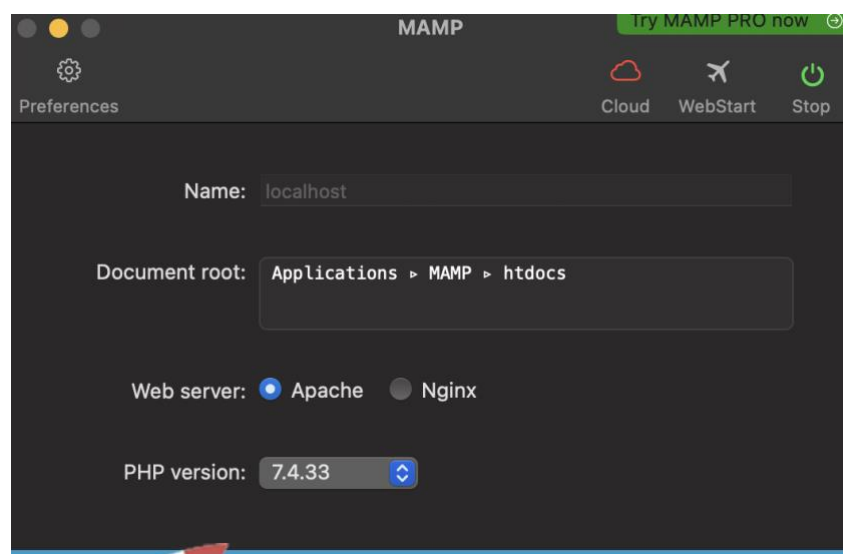 MAMP
Try MAMP PRO now
Preferences
Cloud
WebStart
Stop
Name: localhost
Document root: Applications ▹ MAMP ▹ htdocs
Web server: Apache Nginx
PHP version: 7.4.33